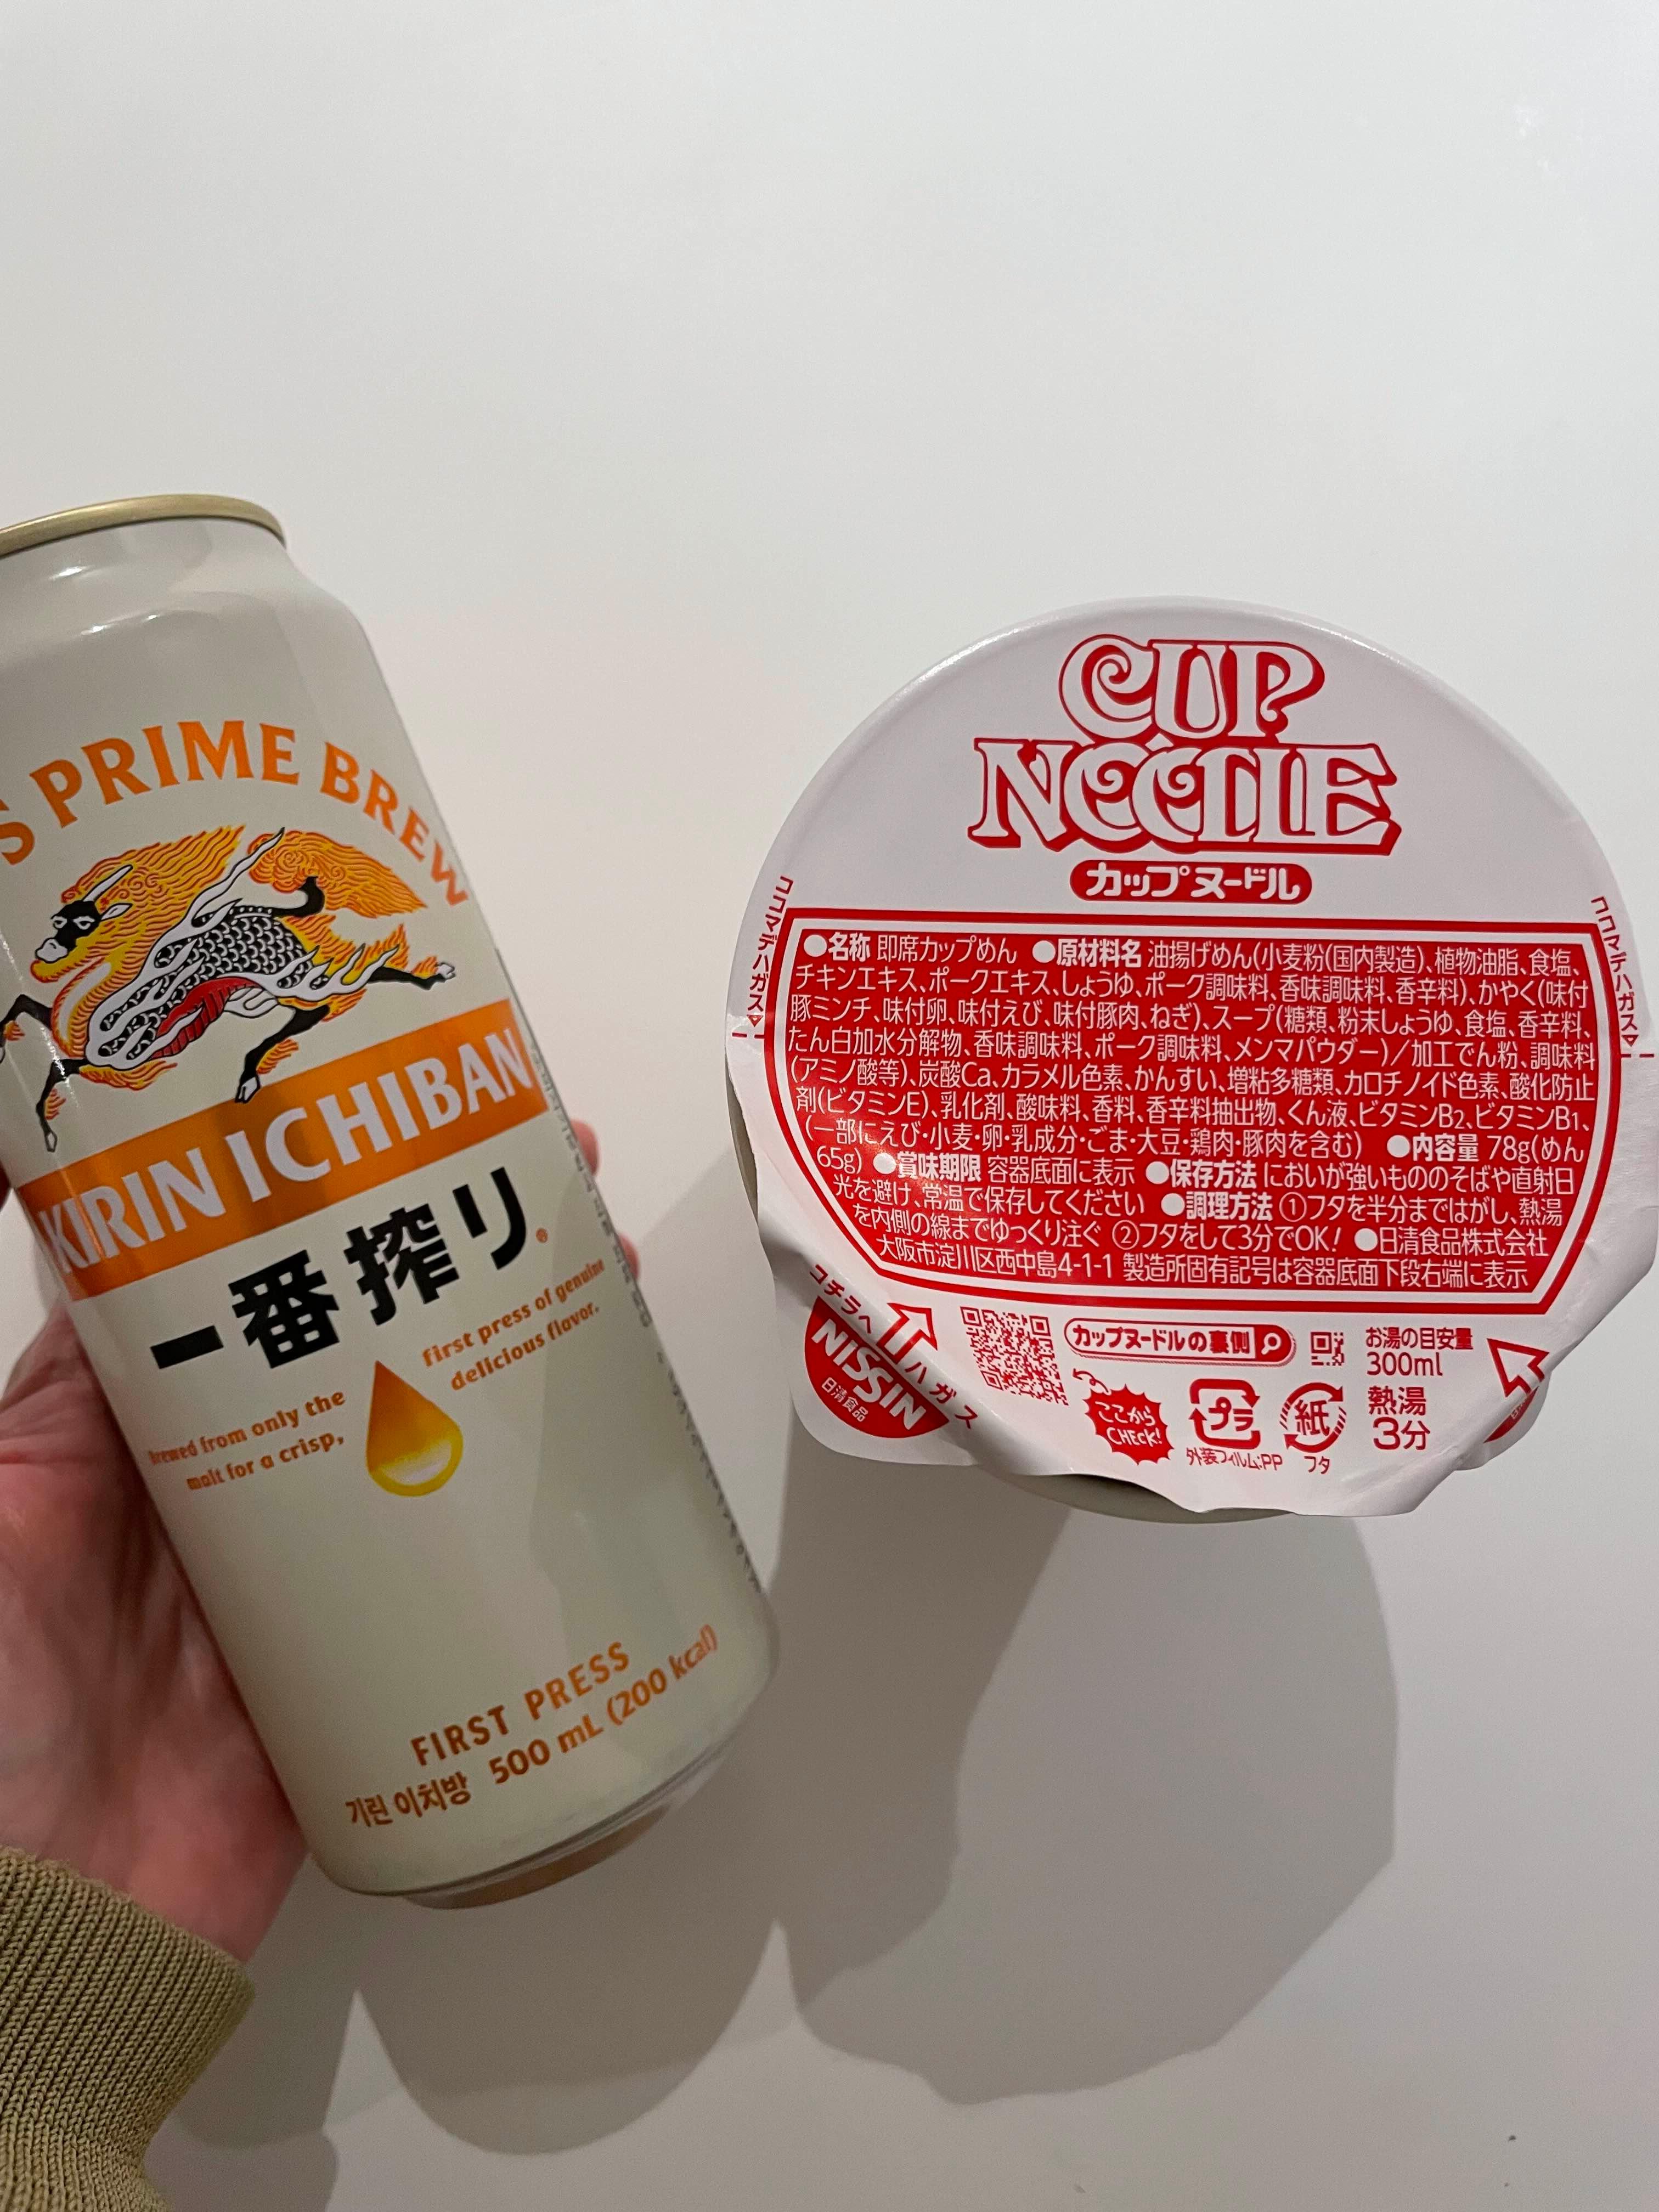 PRIME BREW
KIRIN ICHIBAN
一番搾り®
brewed from only the
first press of genuine
malt for a crisp,
delicious flavor.
FIRST PRESS
기린 이치방 500 mL (200 kcal)
CUP
NOODLE
カップヌードル
ココマデハガス▷
ココマデハガス▷
●名称 即席カップめん ●原材料名 油揚げめん(小麦粉(国内製造)、植物油脂、食塩、
チキンエキス、ポークエキス、しょうゆ、ポーク調味料、香味調味料、香辛料)、かやく(味付
豚ミンチ、味付卵、味付えび、味付豚肉、ねぎ)、スープ(糖類、粉末しょうゆ、食塩、香辛料、
たん白加水分解物、香味調味料、ポーク調味料、メンマパウダー)/加工でん粉、調味料
(アミノ酸等)、炭酸Ca、カラメル色素、かんすい、増粘多糖類、カロチノイド色素、酸化防止
剤(ビタミンE)、乳化剤、酸味料、香料、香辛料抽出物、くん液、ビタミンB2、ビタミンB1、
(一部にえび・小麦・卵・乳成分・ごま・大豆・鶏肉・豚肉を含む) ●内容量 78g(めん
65g) ●賞味期限 容器底面に表示 ●保存方法 においが強いもののそばや直射日
光を避け、常温で保存してください ●調理方法 ①フタを半分まではがし、熱湯
を内側の線までゆっくり注ぐ ②フタをして3分でOK! ●日清食品株式会社
大阪市淀川区西中島4-1-1 製造所固有記号は容器底面下段右端に表示
コチラヘハガス
NISSIN
日清食品
カップヌードルの裏側
ここから
CHECK!
プラ
外装フィルム:PP
紙
フタ
お湯の目安量
300ml
熱湯
3分